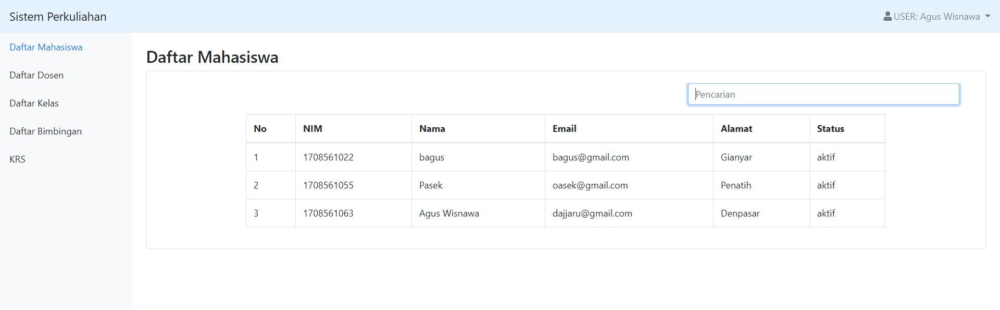 Sistem Perkuliahan
USER: Agus Wisnawa
Daftar Mahasiswa
Daftar Dosen
Daftar Kelas
Daftar Bimbingan
KRS
Daftar Mahasiswa
Pencarian
No NIM Nama Email Alamat Status
1 1708561022 bagus bagus@gmail.com Gianyar aktif
2 1708561055 Pasek oasek@gmail.com Penatih aktif
3 1708561063 Agus Wisnawa dajjaru@gmail.com Denpasar aktif